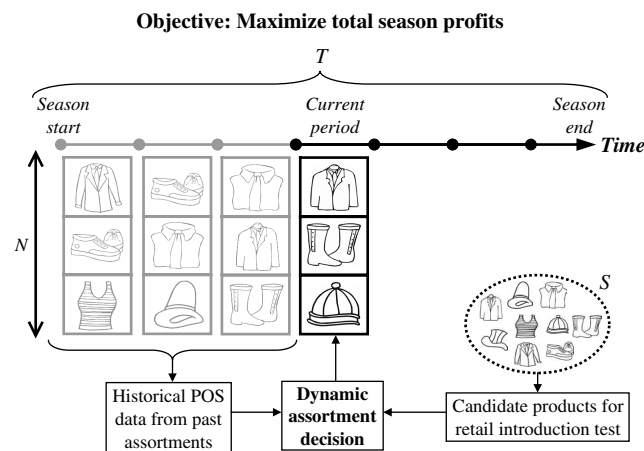 Objective: Maximize total season profits
T
Season
start
Current
period
Season
end
Time
N
S
Historical POS
data from past
assortments
Dynamic
assortment
decision
Candidate products for
retail introduction test